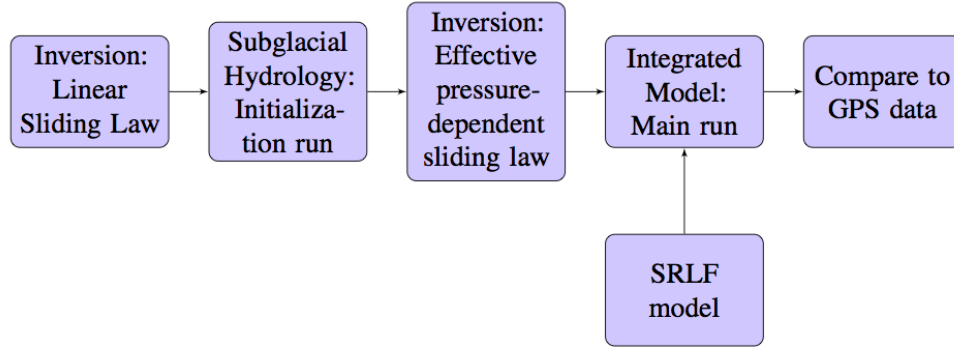 Inversion:
Linear
Sliding Law
Subglacial
Hydrology:
Initializa-
tion run
Inversion:
Effective
pressure-
dependent
sliding law
Integrated
Model:
Main run
Compare to
GPS data
SRLF
model